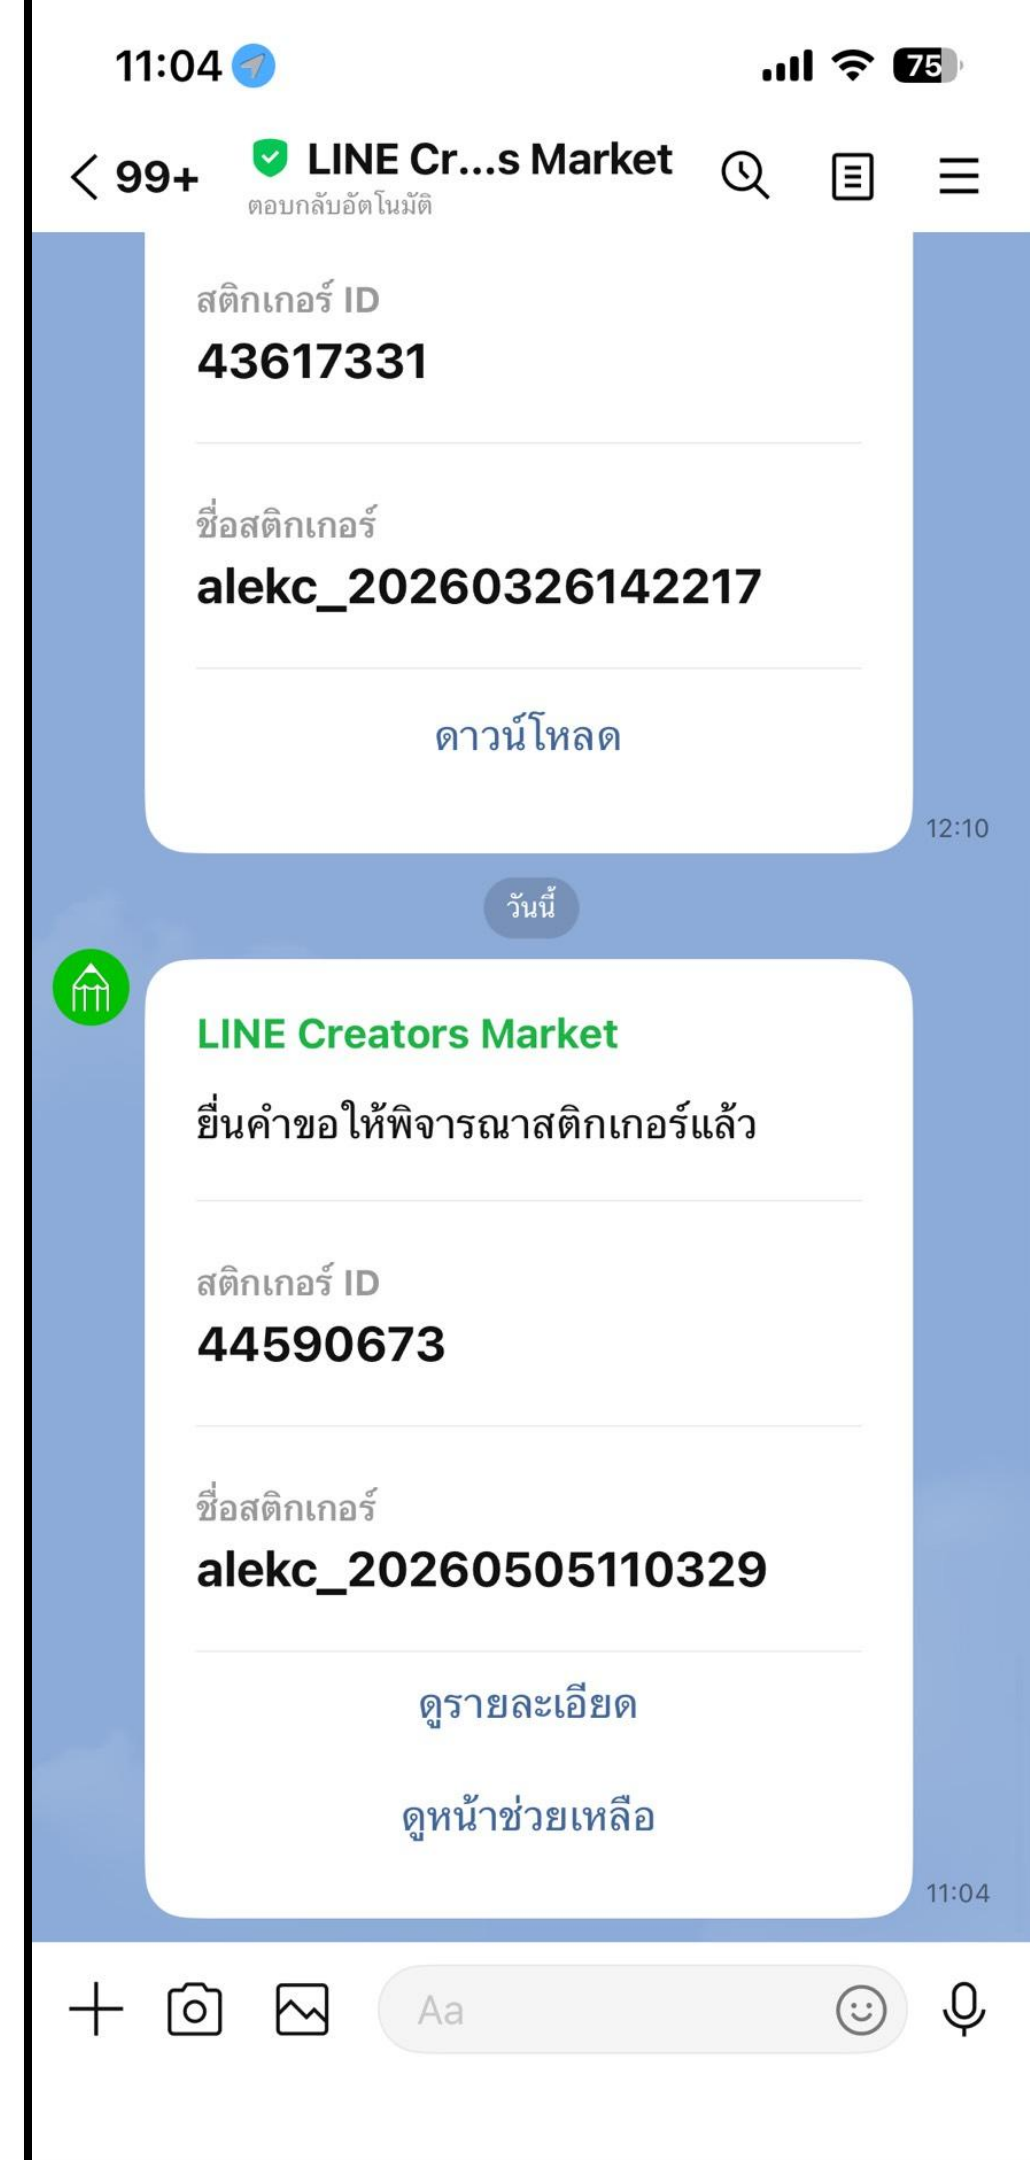 11:04
75
99+
LINE Cr...s Market
ตอบกลับอัตโนมัติ
สติกเกอร์ ID
43617331
ชื่อสติกเกอร์
alekc_20260326142217
ดาวน์โหลด
12:10
วันนี้
LINE Creators Market
ยื่นคำขอให้พิจารณาสติกเกอร์แล้ว
สติกเกอร์ ID
44590673
ชื่อสติกเกอร์
alekc_20260505110329
ดูรายละเอียด
ดูหน้าช่วยเหลือ
11:04
Aa